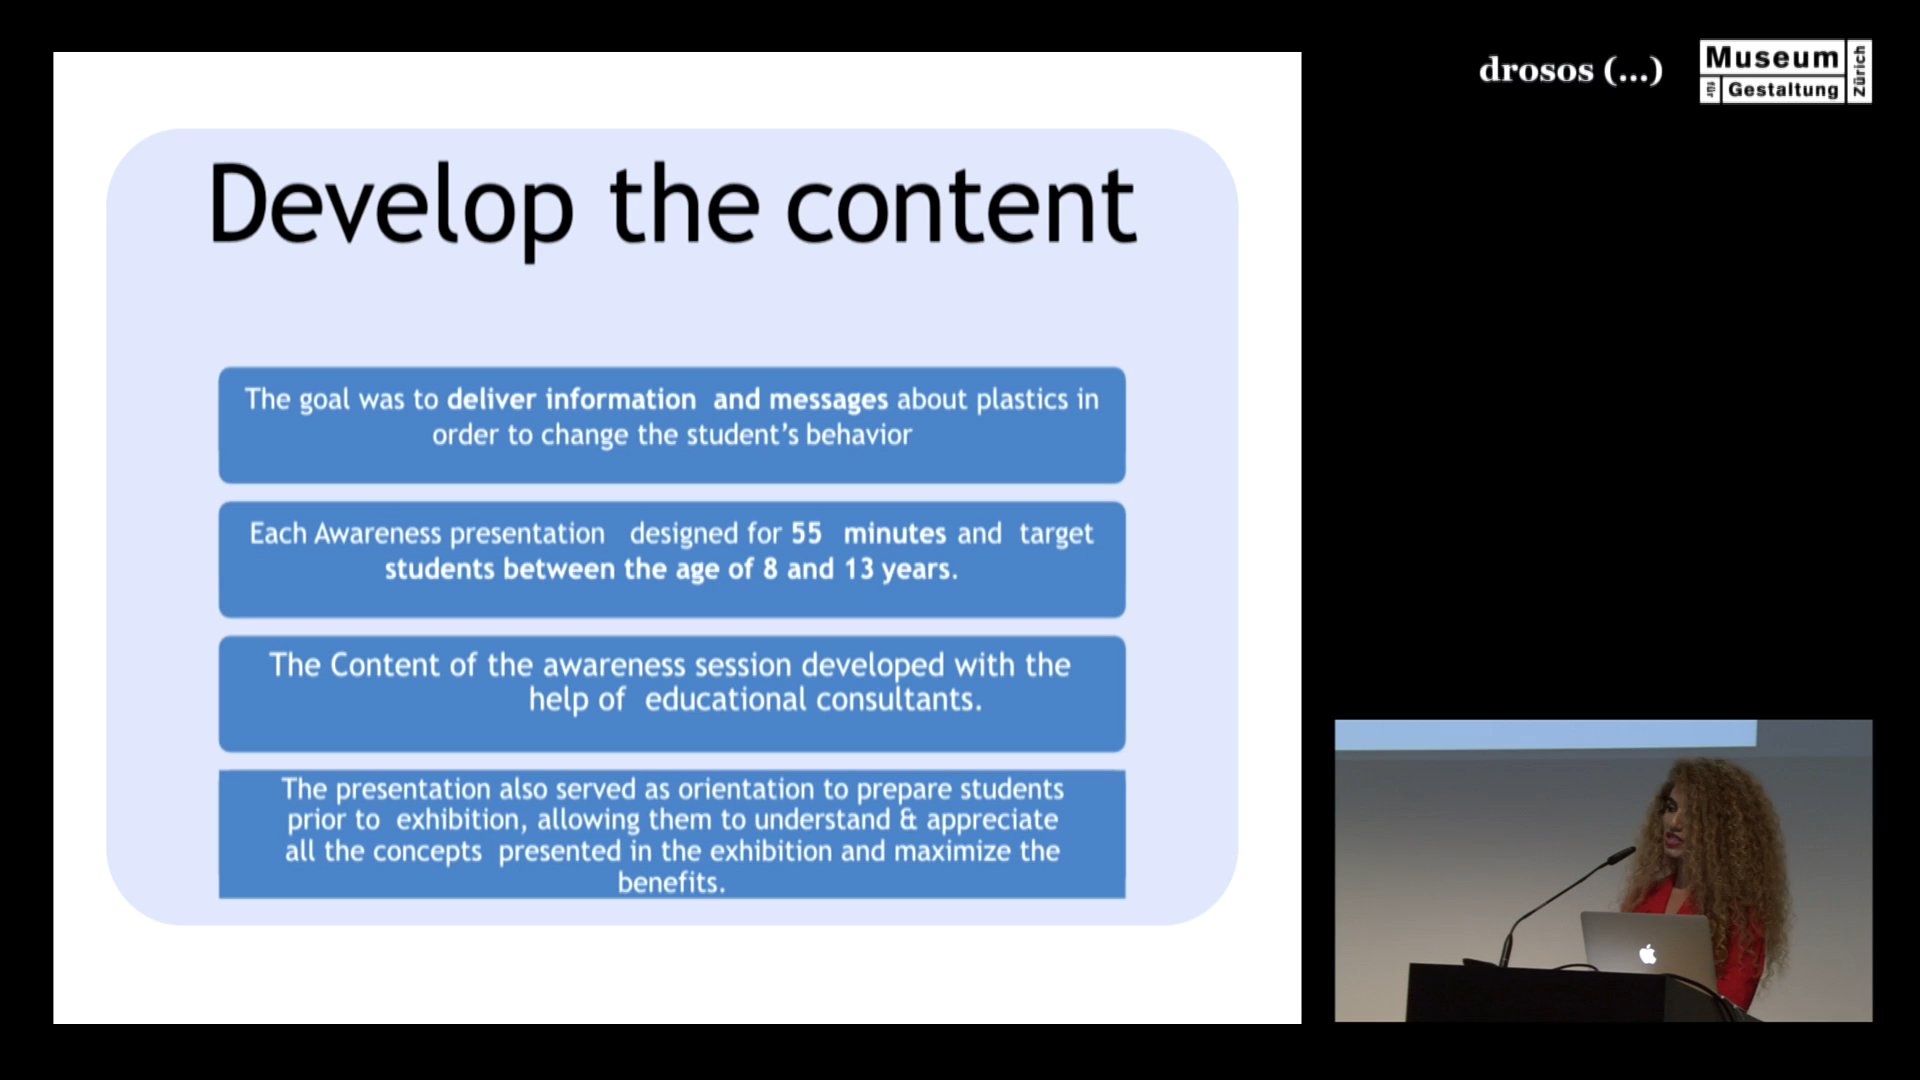 drosos (...)
Museum
für
Gestaltung
Zürich
Develop the content
The goal was to deliver information and messages about plastics in
order to change the student's behavior
Each Awareness presentation designed for 55 minutes and target
students between the age of 8 and 13 years.
The Content of the awareness session developed with the
help of educational consultants.
The presentation also served as orientation to prepare students
prior to exhibition, allowing them to understand & appreciate
all the concepts presented in the exhibition and maximize the
benefits.